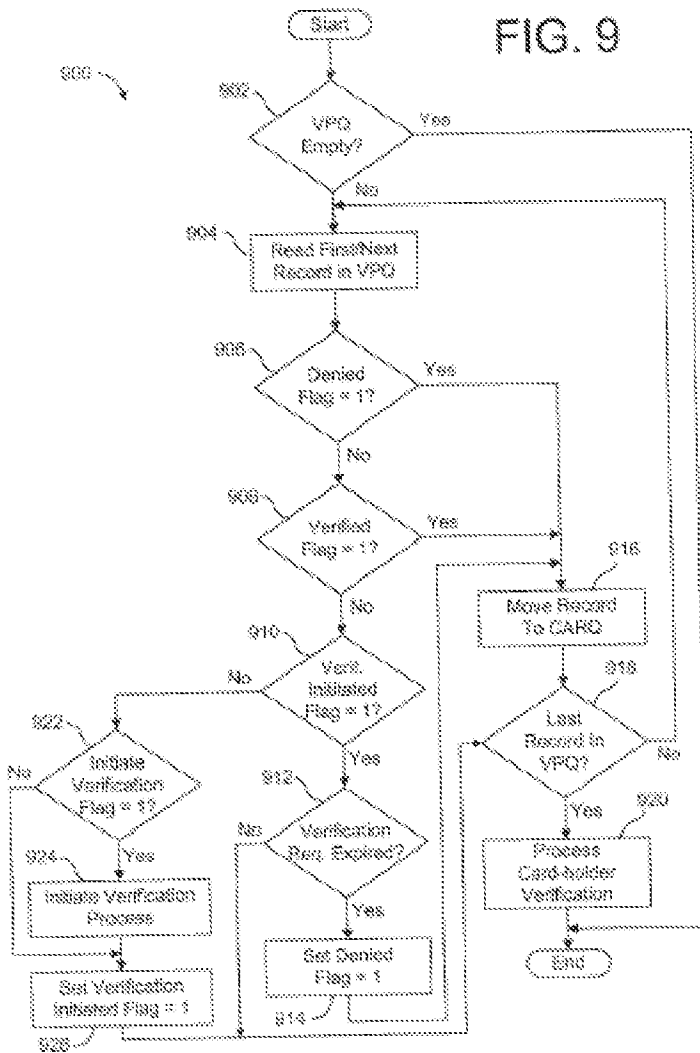 FIG. 9
Start
900
902
VPQ
Empty?
Yes
No
904
Read First/Next
Record in VPQ
906
Denied
Flag = 1?
Yes
No
908
Verified
Flag = 1?
Yes
No
916
Move Record
To CARQ
910
Verif.
Inititated
Flag = 1?
No
Yes
918
Last
Record In
VPQ?
No
Yes
922
Initiate
Verification
Flag = 1?
No
Yes
912
Verification
Req. Expired?
No
Yes
920
Process
Card-holder
Verification
924
Initiate Verification
Process
Set Denied
Flag = 1
914
End
Set Verification
Initiated Flag = 1
926